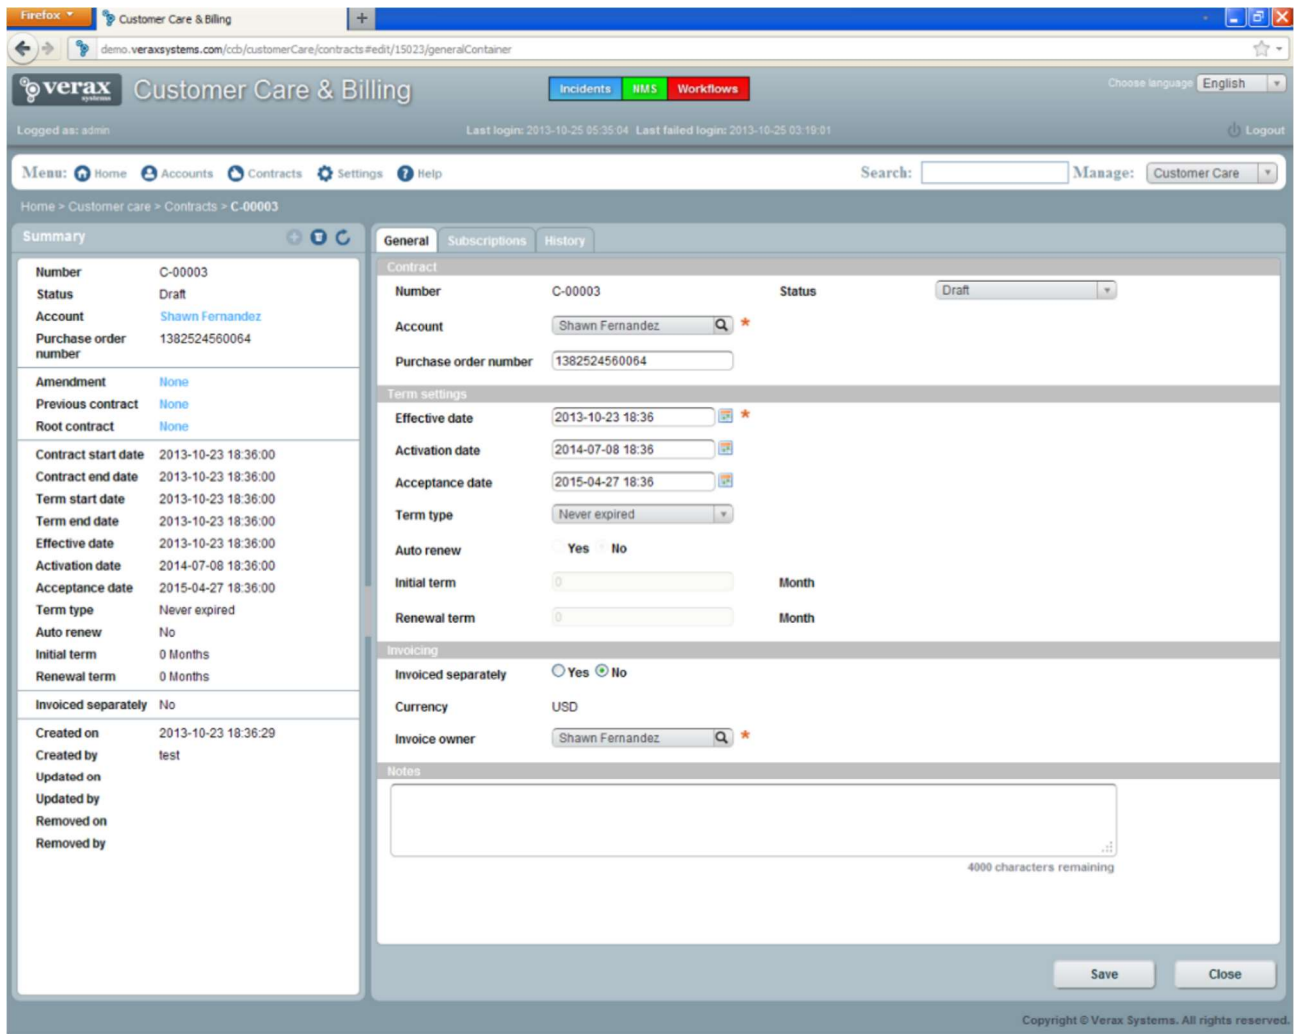 Firefox
Customer Care & Billing
demo.veraxsystems.com/ccb/customerCare/contracts#edit/15023/generalContainer
verax systems
Customer Care & Billing
Incidents NMS Workflows
Choose language English
Logged as: admin
Last login: 2013-10-25 05:35:04 Last failed login: 2013-10-25 03:19:01
Logout
Menu: Home Accounts Contracts Settings Help
Search:
Manage: Customer Care
Home > Customer care > Contracts > C-00003
Summary
Number C-00003
Status Draft
Account Shawn Fernandez
Purchase order number 1382524560064
Amendment None
Previous contract None
Root contract None
Contract start date 2013-10-23 18:36:00
Contract end date 2013-10-23 18:36:00
Term start date 2013-10-23 18:36:00
Term end date 2013-10-23 18:36:00
Effective date 2013-10-23 18:36:00
Activation date 2014-07-08 18:36:00
Acceptance date 2015-04-27 18:36:00
Term type Never expired
Auto renew No
Initial term 0 Months
Renewal term 0 Months
Invoiced separately No
Created on 2013-10-23 18:36:29
Created by test
Updated on
Updated by
Removed on
Removed by
General Subscriptions History
Contract
Number C-00003 Status Draft
Account Shawn Fernandez *
Purchase order number 1382524560064
Term settings
Effective date 2013-10-23 18:36 *
Activation date 2014-07-08 18:36
Acceptance date 2015-04-27 18:36
Term type Never expired
Auto renew Yes No
Initial term 0 Month
Renewal term 0 Month
Invoicing
Invoiced separately Yes No
Currency USD
Invoice owner Shawn Fernandez *
Notes
4000 characters remaining
Save Close
Copyright © Verax Systems. All rights reserved.